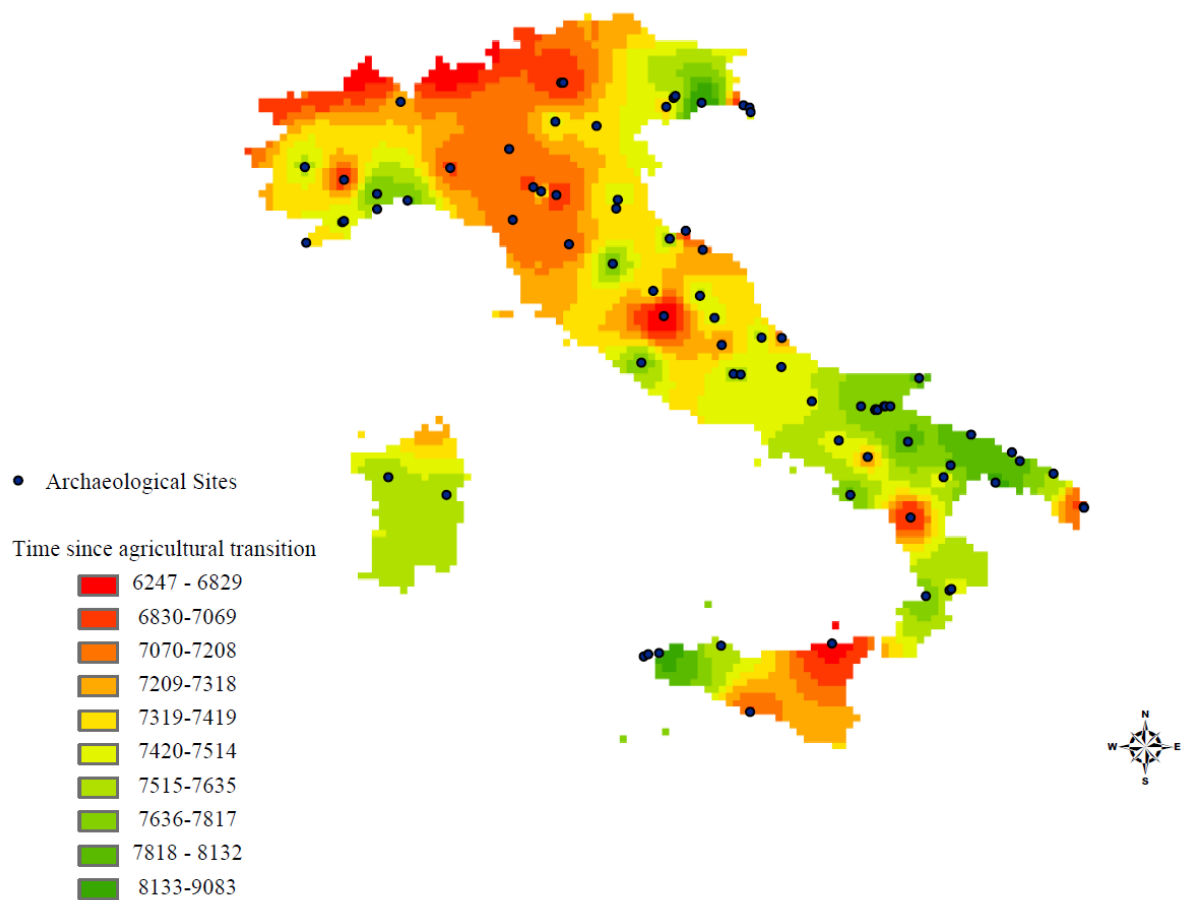 Archaeological Sites
Time since agricultural transition
6247 - 6829
6830-7069
7070-7208
7209-7318
7319-7419
7420-7514
7515-7635
7636-7817
7818 - 8132
8133-9083
N
W E
S